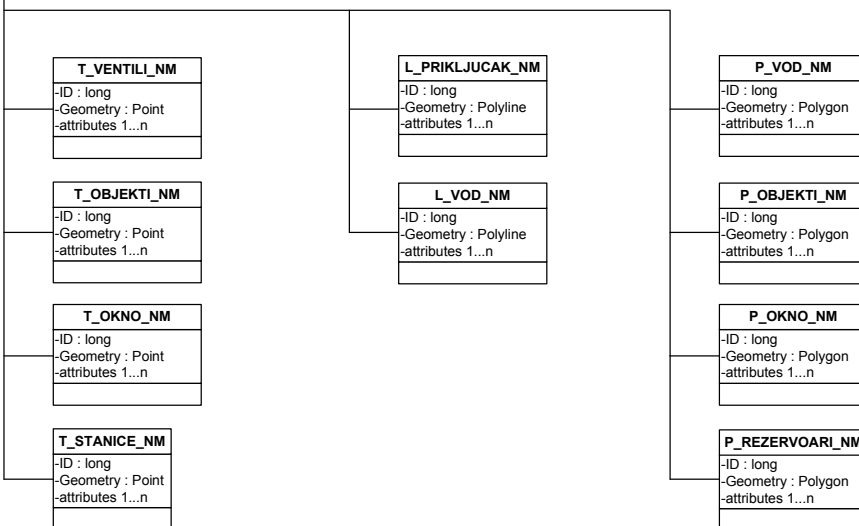 T_VENTILI_NM
-ID : long
-Geometry : Point
-attributes 1...n
T_OBJEKTI_NM
-ID : long
-Geometry : Point
-attributes 1...n
T_OKNO_NM
-ID : long
-Geometry : Point
-attributes 1...n
T_STANICE_NM
-ID : long
-Geometry : Point
-attributes 1...n
L_PRIKLJUCAK_NM
-ID : long
-Geometry : Polyline
-attributes 1...n
L_VOD_NM
-ID : long
-Geometry : Polyline
-attributes 1...n
P_VOD_NM
-ID : long
-Geometry : Polygon
-attributes 1...n
P_OBJEKTI_NM
-ID : long
-Geometry : Polygon
-attributes 1...n
P_OKNO_NM
-ID : long
-Geometry : Polygon
-attributes 1...n
P_REZERVOARI_NM
-ID : long
-Geometry : Polygon
-attributes 1...n